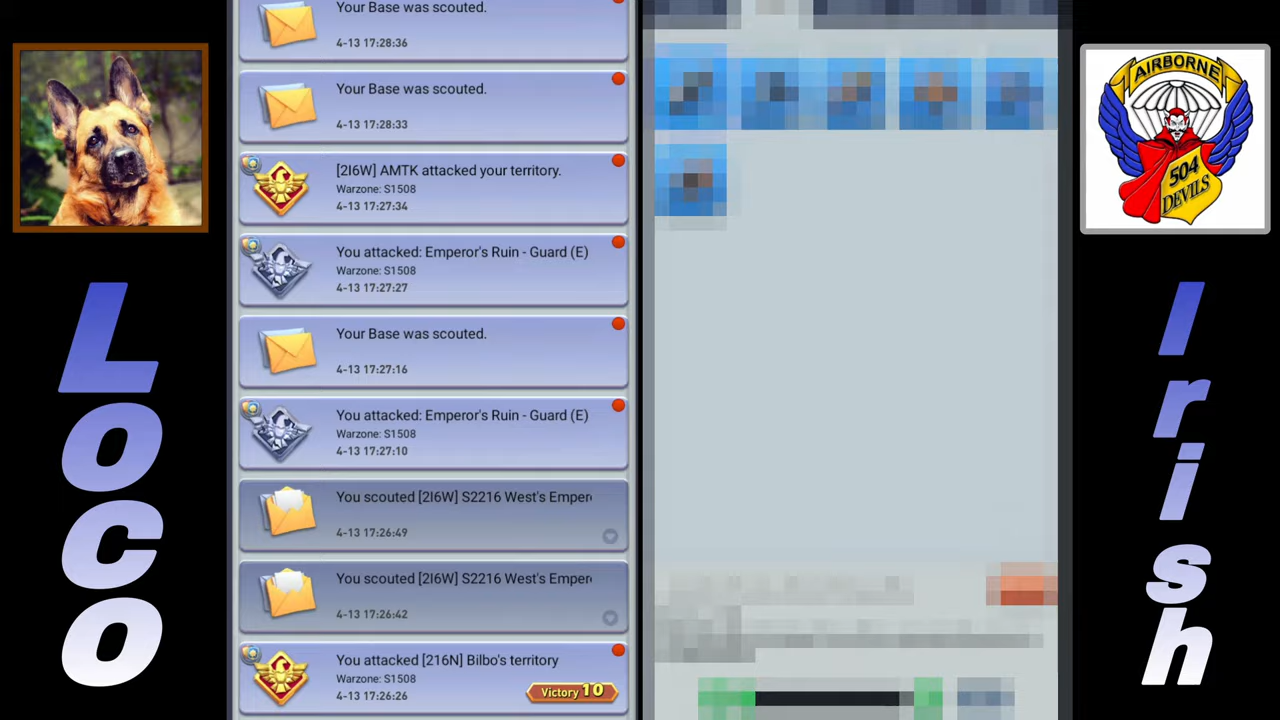 Your Base was scouted.
4-13 17:28:36
Your Base was scouted.
4-13 17:28:33
[2I6W] AMTK attacked your territory.
Warzone: S1508
4-13 17:27:34
You attacked: Emperor's Ruin - Guard (E)
Warzone: S1508
4-13 17:27:27
Your Base was scouted.
4-13 17:27:16
You attacked: Emperor's Ruin - Guard (E)
Warzone: S1508
4-13 17:27:10
You scouted [2I6W] S2216 West's Emper
4-13 17:26:49
You scouted [2I6W] S2216 West's Emper
4-13 17:26:42
You attacked [216N] Bilbo's territory
Warzone: S1508
4-13 17:26:26
Victory 10
Loco
AIRBORNE
504
DEVILS
Irish